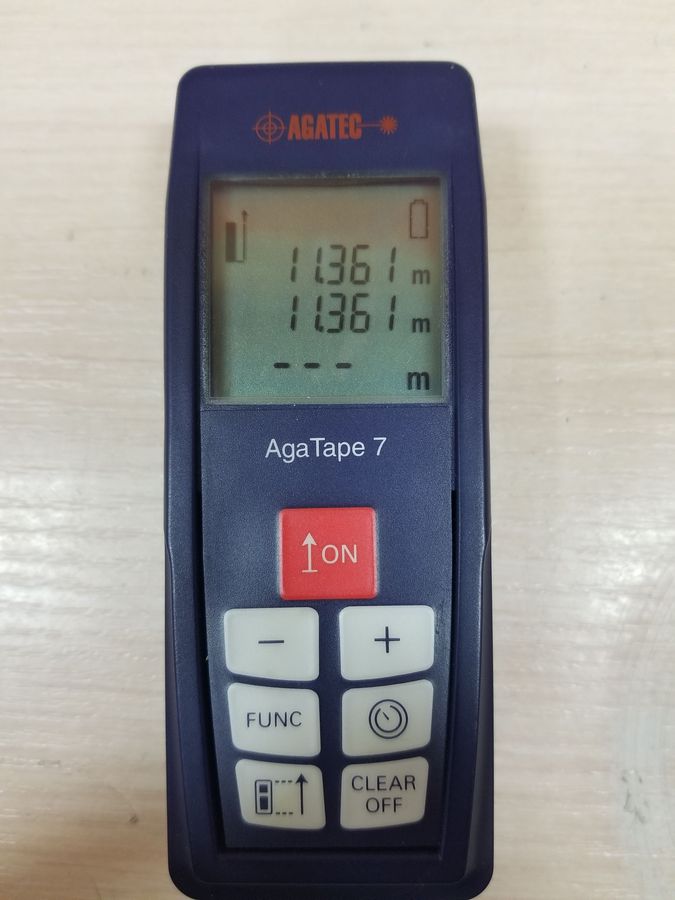 AGATEC
11.361 m
11.361 m
--- m
AgaTape 7
ON
- +
FUNC
CLEAR
OFF